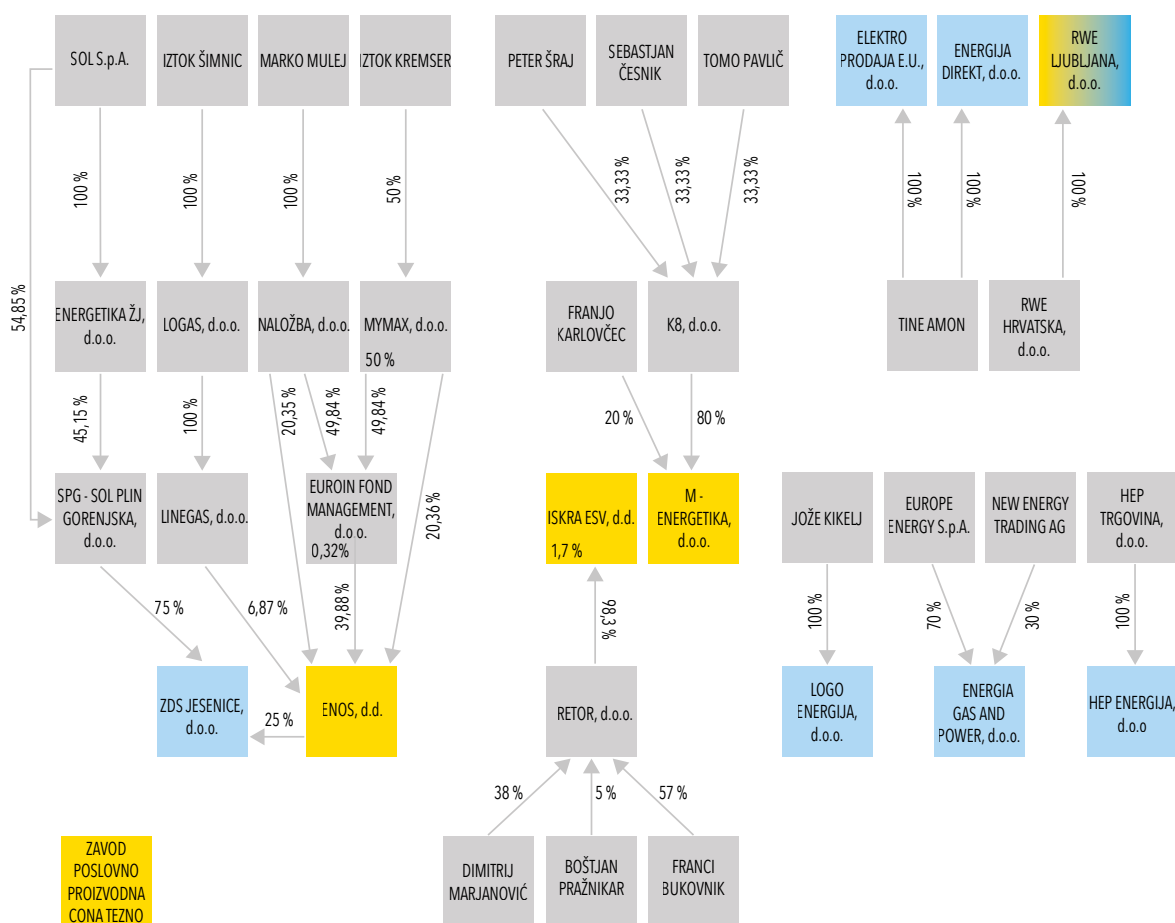 SOL S.p.A.
IZTOK ŠIMNIC
MARKO MULEJ
IZTOK KREMSER
PETER ŠRAJ
SEBASTJAN
ČESNIK
TOMO PAVLIČ
ELEKTRO
PRODAJA E.U.,
d.o.o.
ENERGIJA
DIREKT, d.o.o.
RWE
LJUBLJANA,
d.o.o.
100 %
100 %
100 %
50 %
33,33 %
33,33 %
33,33 %
100 %
100 %
100 %
54,85 %
ENERGETIKA ŽJ,
d.o.o.
LOGAS, d.o.o.
NALOŽBA, d.o.o.
MYMAX, d.o.o.
50 %
FRANJO
KARLOVČEC
K8, d.o.o.
TINE AMON
RWE
HRVATSKA,
d.o.o.
45,15 %
100 %
20,35 %
49,84 %
49,84 %
20,36 %
20 %
80 %
SPG - SOL PLIN
GORENJSKA,
d.o.o.
LINEGAS, d.o.o.
EUROIN FOND
MANAGEMENT,
d.o.o.
0,32%
ISKRA ESV, d.d.
1,7 %
M -
ENERGETIKA,
d.o.o.
JOŽE KIKELJ
EUROPE
ENERGY S.p.A.
NEW ENERGY
TRADING AG
HEP
TRGOVINA,
d.o.o.
75 %
6,87 %
39,88 %
98,3 %
100 %
70 %
30 %
100 %
ZDS JESENICE,
d.o.o.
25 %
ENOS, d.d.
RETOR, d.o.o.
LOGO
ENERGIJA,
d.o.o.
ENERGIA
GAS AND
POWER, d.o.o.
HEP ENERGIJA,
d.o.o
38 %
5 %
57 %
ZAVOD
POSLOVNO
PROIZVODNA
CONA TEZNO
DIMITRIJ
MARJANOVIĆ
BOŠTJAN
PRAŽNIKAR
FRANCI
BUKOVNIK